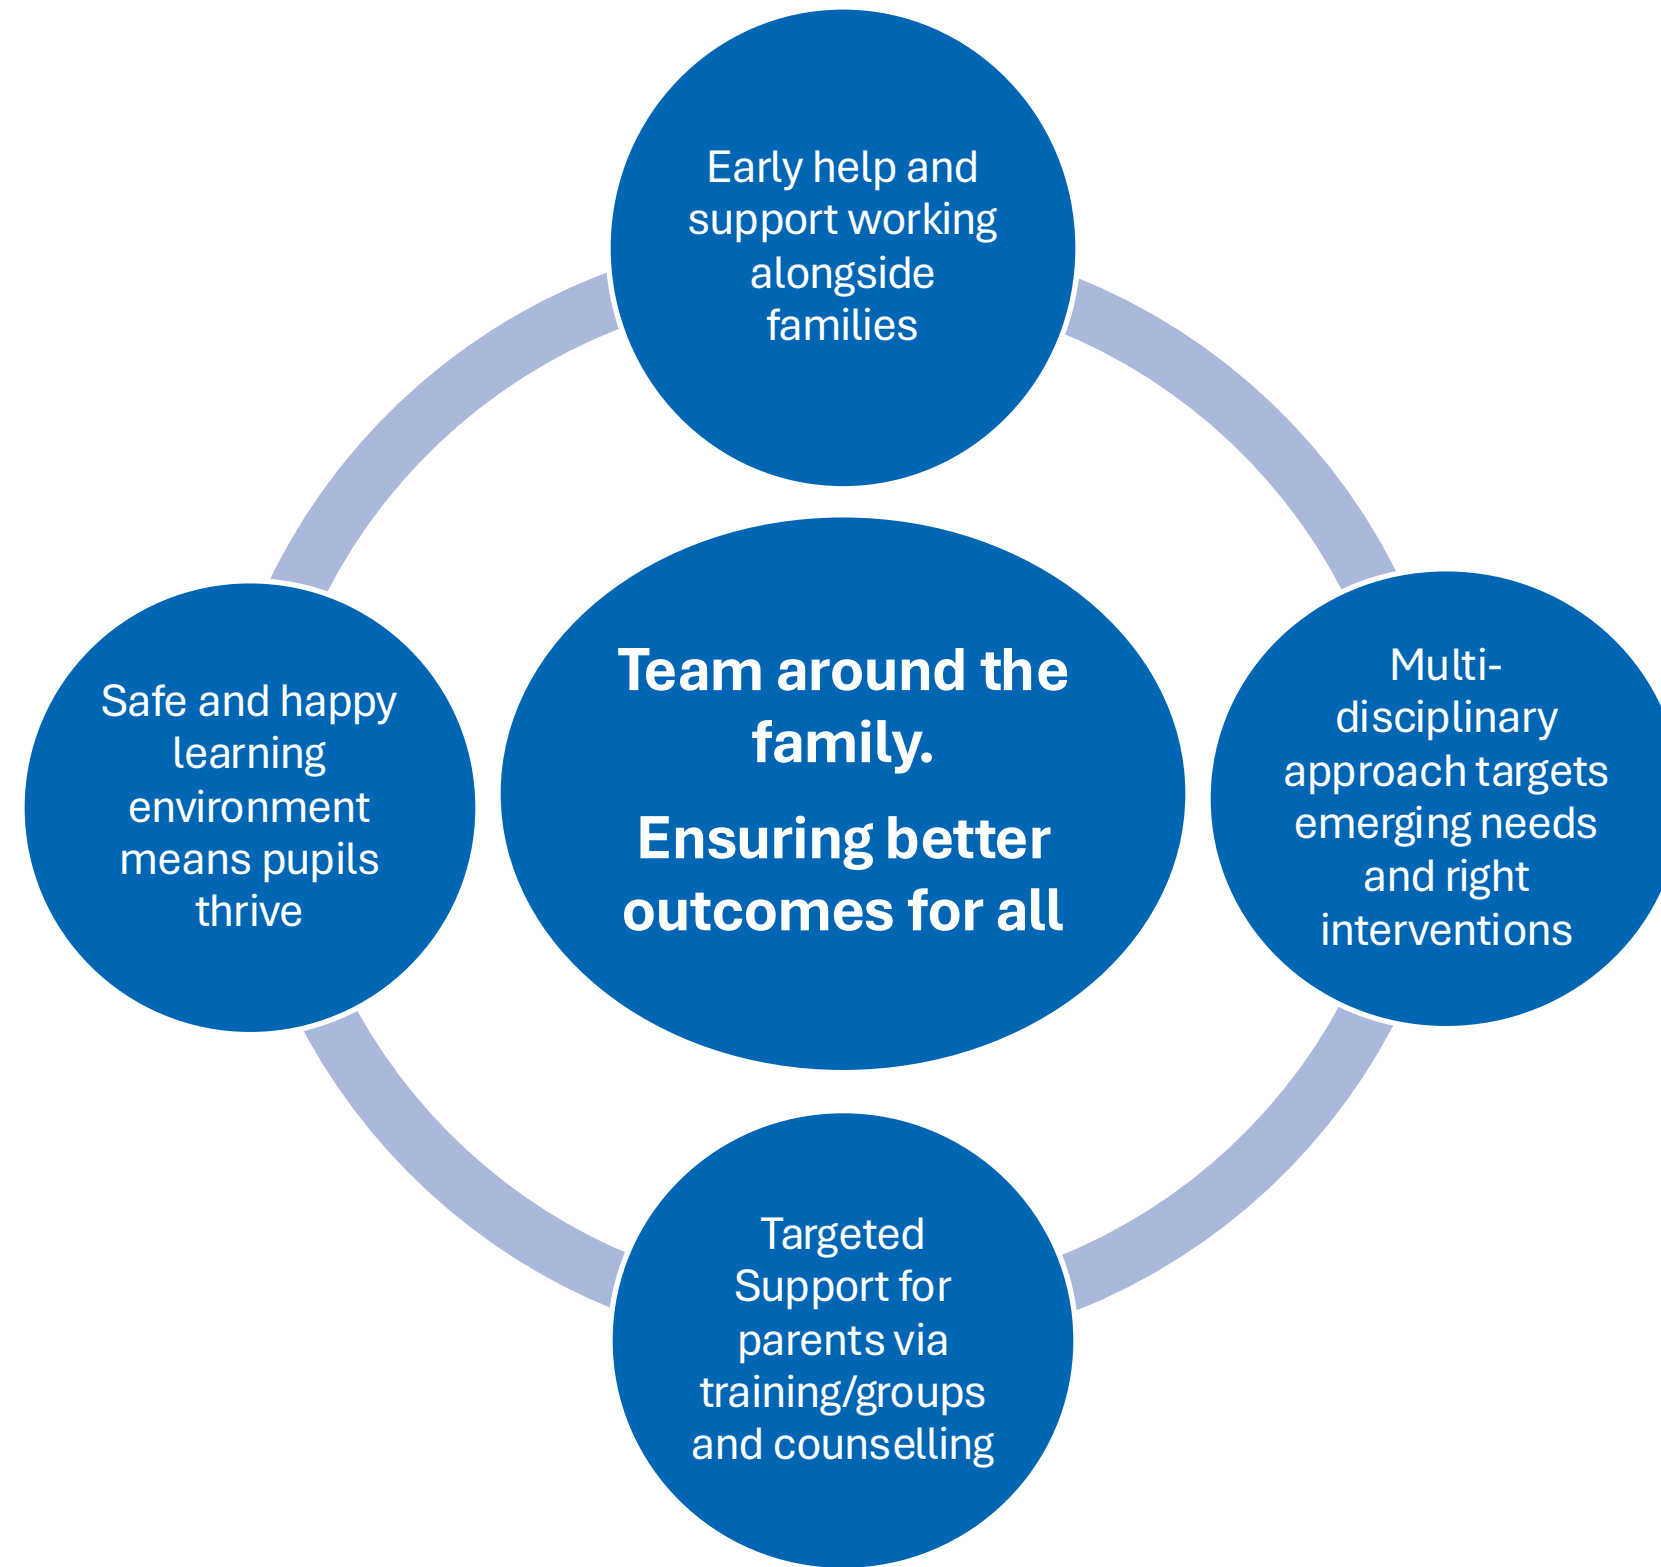 Early help and
support working
alongside
families
Safe and happy
learning
environment
means pupils
thrive
Team around the
family.
Ensuring better
outcomes for all
Multi-
disciplinary
approach targets
emerging needs
and right
interventions
Targeted
Support for
parents via
training/groups
and counselling